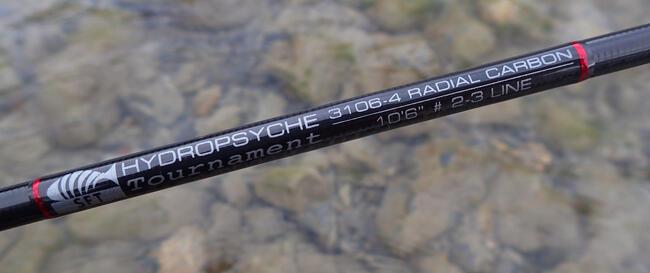 SFT
HYDROPSYCHE 3106-4 RADIAL CARBON
Tournament 10'6" # 2-3 LINE